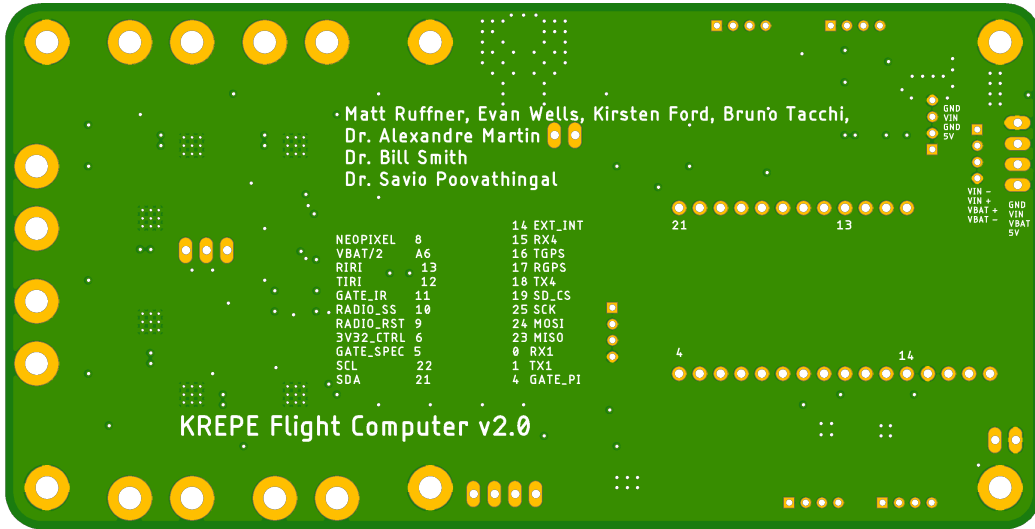 Matt Ruffner, Evan Wells, Kirsten Ford, Bruno Tacchi,
Dr. Alexandre Martin
Dr. Bill Smith
Dr. Savio Poovathingal
GND
VIN
GND
5V
VIN -
VIN +
VBAT +
VBAT -
GND
VIN
VBAT
5V
21
13
NEOPIXEL 8
VBAT/2 A6
RIRI 13
TIRI 12
GATE_IR 11
RADIO_SS 10
RADIO_RST 9
3V32_CTRL 6
GATE_SPEC 5
SCL 22
SDA 21
14 EXT_INT
15 RX4
16 TGPS
17 RGPS
18 TX4
19 SD_CS
25 SCK
24 MOSI
23 MISO
0 RX1
1 TX1
4 GATE_PI
4
14
KREPE Flight Computer v2.0